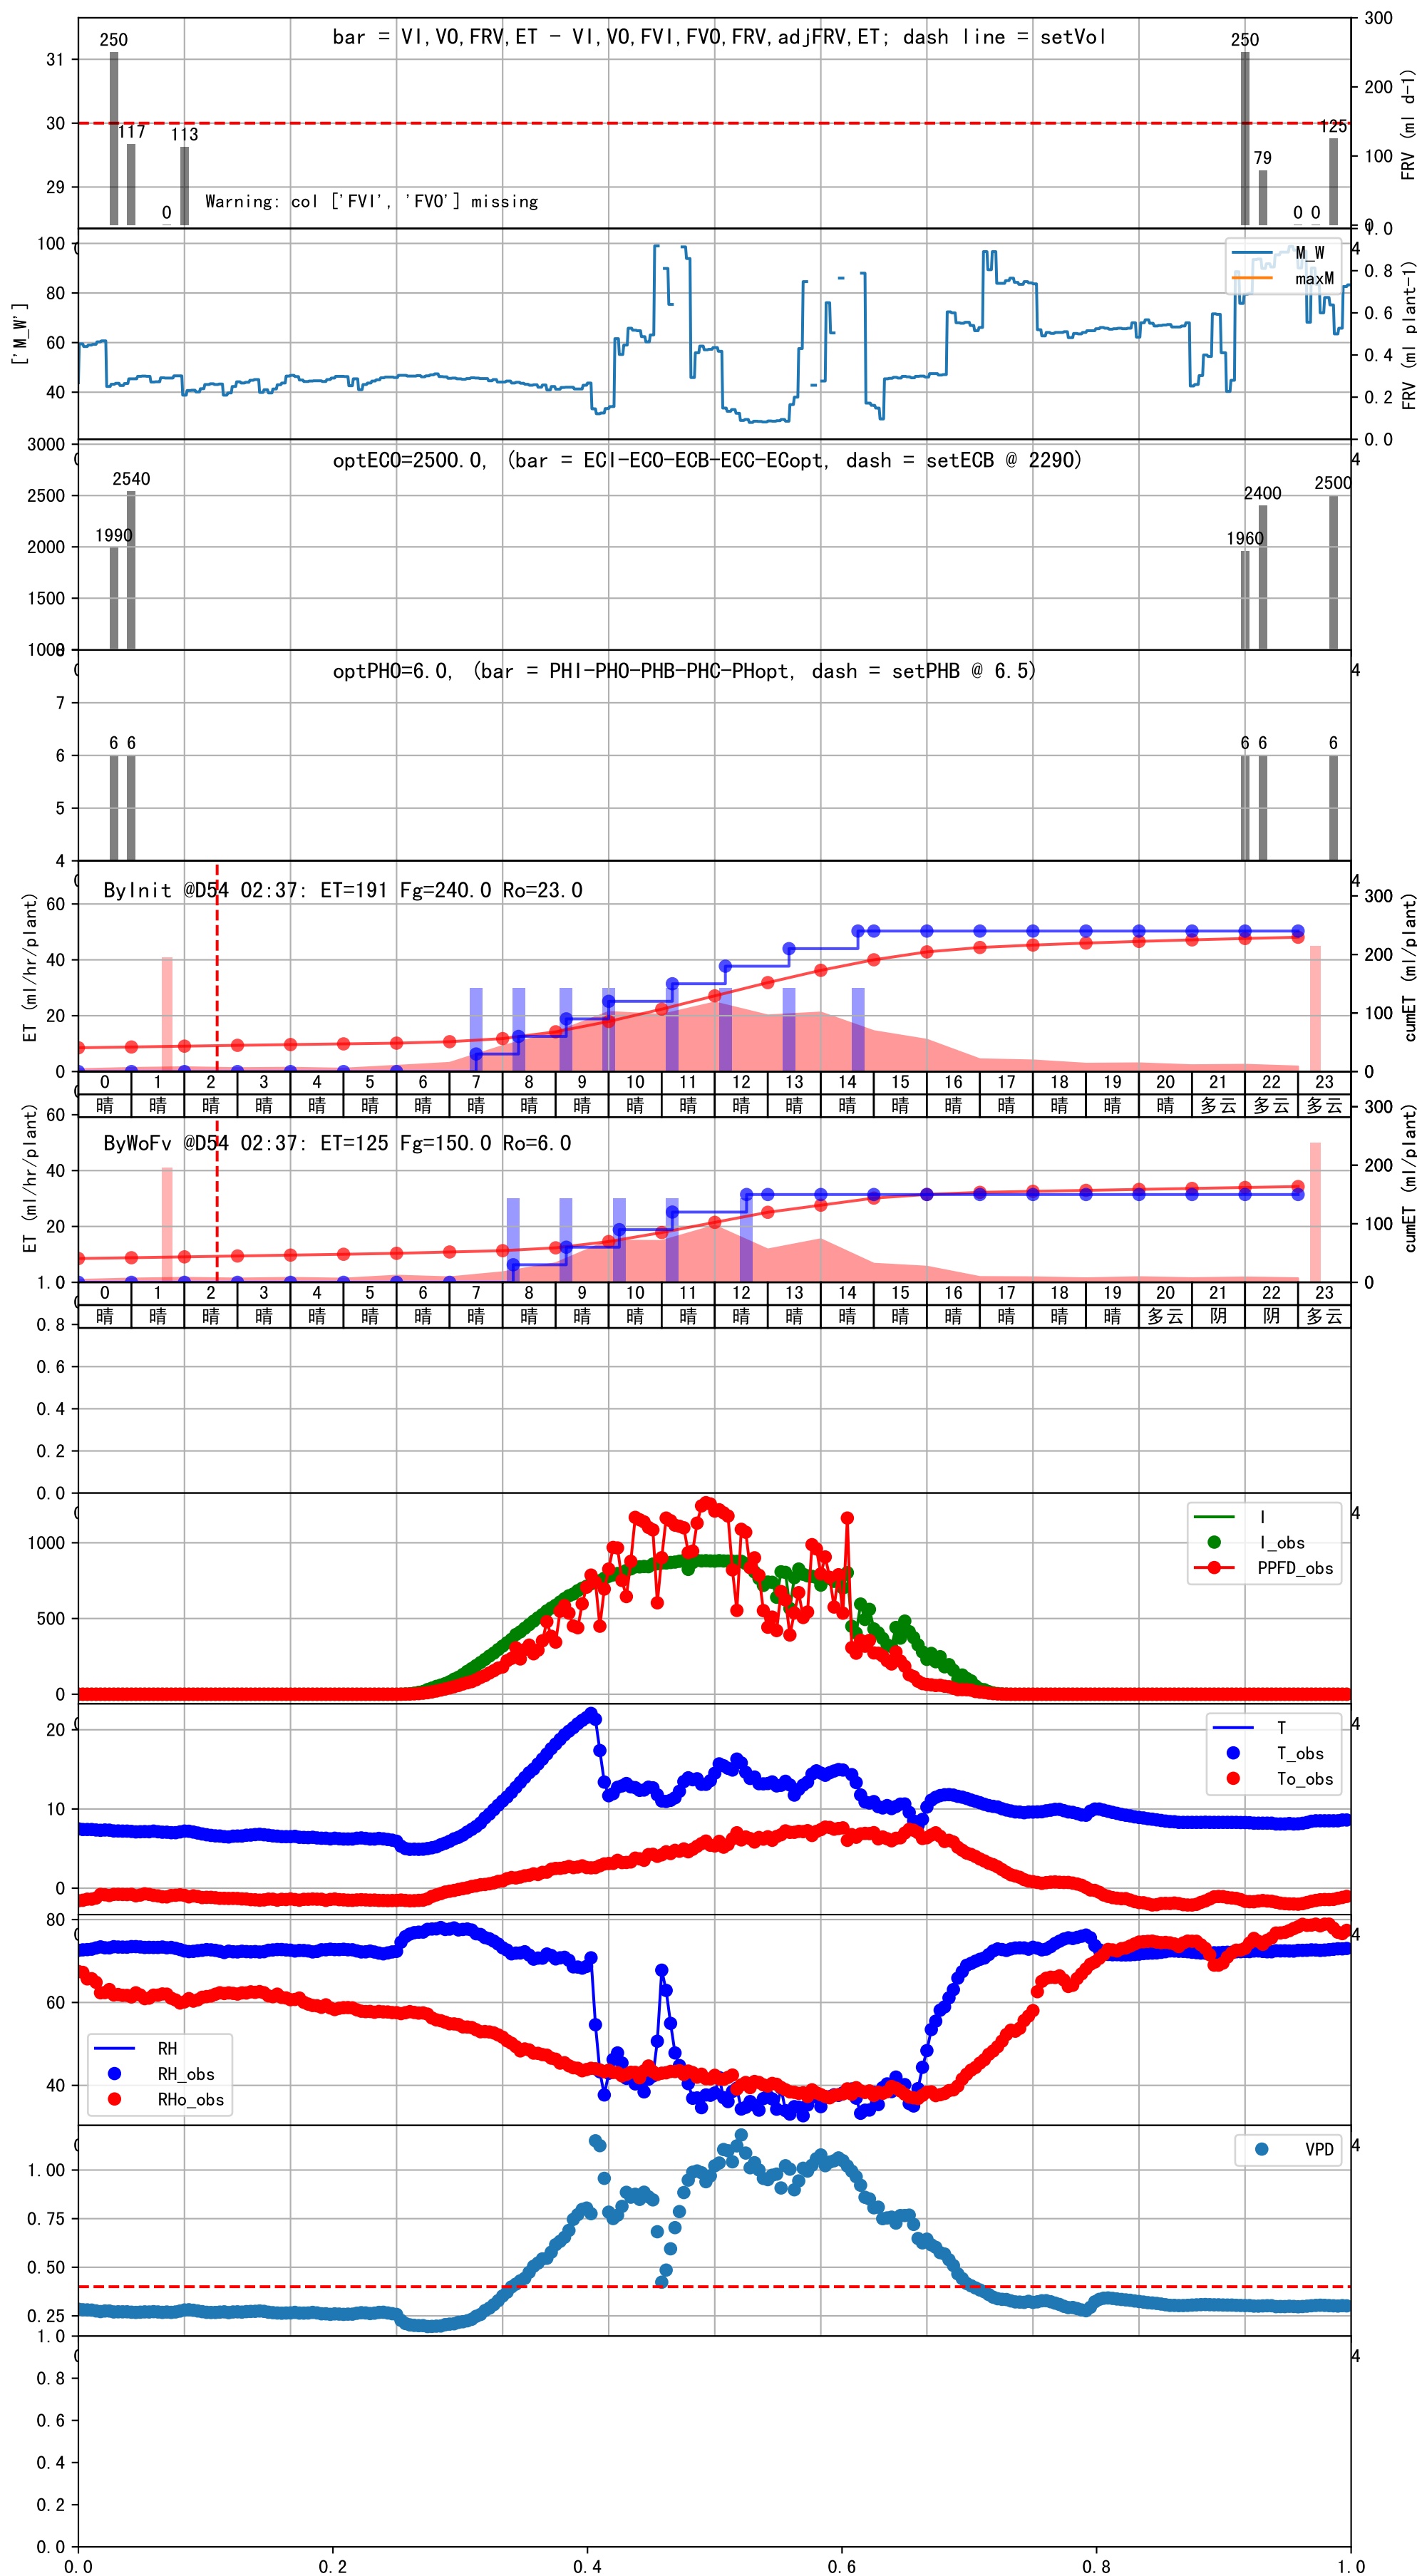 bar = VI,VO,FRV,ET - VI,VO,FVI,FVO,FRV,adjFRV,ET; dash line = setVol
250
117
0
113
250
79
0
0
125
Warning: col ['FVI', 'FVO'] missing
31
30
29
300
200
100
0
FRV (ml d-1)
['M_W']
100
80
60
40
M_W
maxM
1.0
0.8
0.6
0.4
0.2
0.0
FRV (ml plant-1)
optECO=2500.0, (bar = ECI-ECO-ECB-ECC-ECopt, dash = setECB @ 2290)
3000
2500
2000
1500
1000
1990
2540
1960
2400
2500
optPHO=6.0, (bar = PHI-PHO-PHB-PHC-PHopt, dash = setPHB @ 6.5)
7
6
5
4
6 6
6 6
6
ByInit @D54 02:37: ET=191 Fg=240.0 Ro=23.0
ET (ml/hr/plant)
60
40
20
0
300
200
100
0
cumET (ml/plant)
0 1 2 3 4 5 6 7 8 9 10 11 12 13 14 15 16 17 18 19 20 21 22 23
晴 晴 晴 晴 晴 晴 晴 晴 晴 晴 晴 晴 晴 晴 晴 晴 晴 晴 晴 晴 晴 多云 多云 多云
ByWoFv @D54 02:37: ET=125 Fg=150.0 Ro=6.0
ET (ml/hr/plant)
60
40
20
300
200
100
0
cumET (ml/plant)
0 1 2 3 4 5 6 7 8 9 10 11 12 13 14 15 16 17 18 19 20 21 22 23
晴 晴 晴 晴 晴 晴 晴 晴 晴 晴 晴 晴 晴 晴 晴 晴 晴 晴 晴 晴 多云 阴 阴 多云
1.0
0.8
0.6
0.4
0.2
0.0
1000
500
0
I
I_obs
PPFD_obs
20
10
0
T
T_obs
To_obs
80
60
40
RH
RH_obs
RHo_obs
1.00
0.75
0.50
0.25
VPD
1.0
0.8
0.6
0.4
0.2
0.0
0.0 0.2 0.4 0.6 0.8 1.0